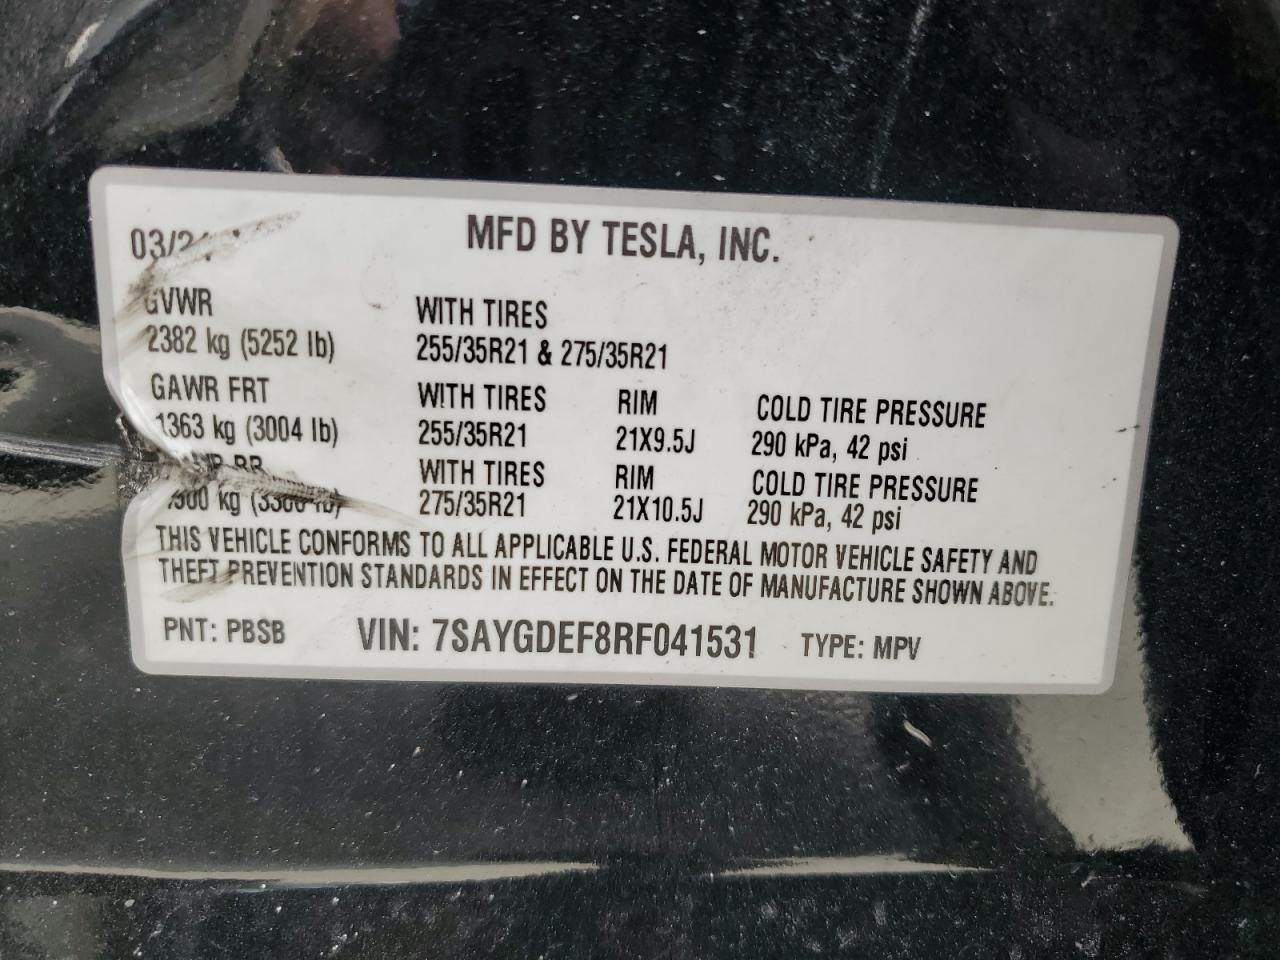 MFD BY TESLA, INC.
GVWR WITH TIRES
2382 kg (5252 lb) 255/35R21 & 275/35R21
GAWR FRT WITH TIRES RIM COLD TIRE PRESSURE
1363 kg (3004 lb) 255/35R21 21X9.5J 290 kPa, 42 psi
WITH TIRES RIM COLD TIRE PRESSURE
kg 275/35R21 21X10.5J 290 kPa, 42 psi
THIS VEHICLE CONFORMS TO ALL APPLICABLE U.S. FEDERAL MOTOR VEHICLE SAFETY AND
THEFT PREVENTION STANDARDS IN EFFECT ON THE DATE OF MANUFACTURE SHOWN ABOVE.
PNT: PBSB VIN: 7SAYGDEF8RF041531 TYPE: MPV